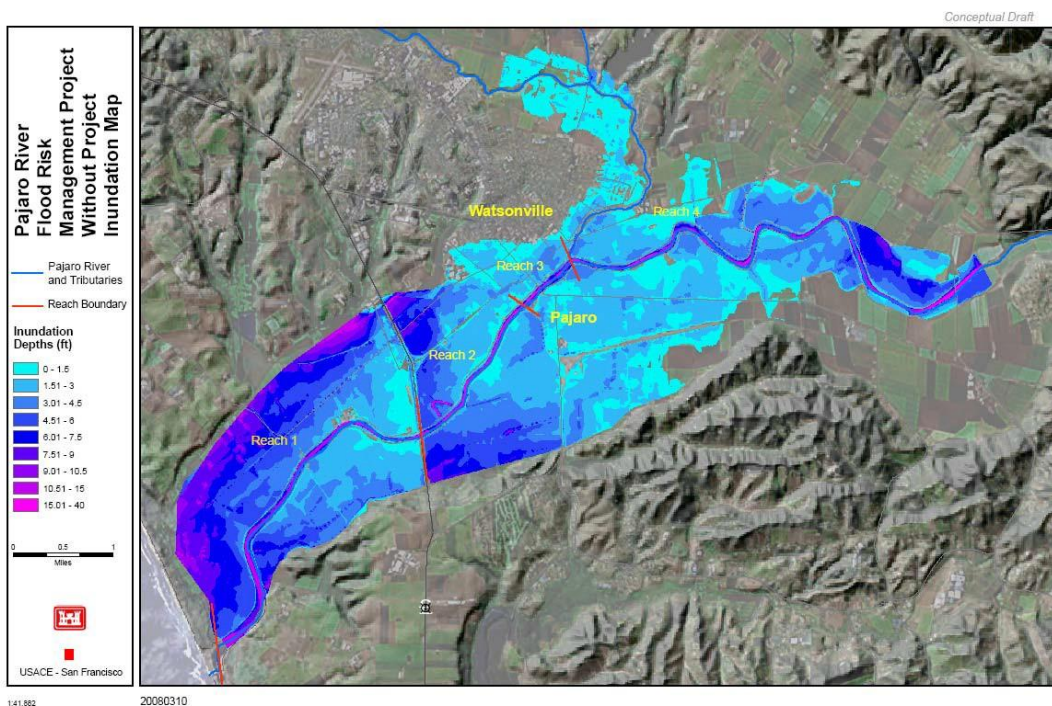 Conceptual Draft
Pajaro River
Flood Risk
Management Project
Without Project
Inundation Map
Pajaro River
and Tributaries
Reach Boundary
Inundation
Depths (ft)
0 - 1.5
1.51 - 3
3.01 - 4.5
4.51 - 6
6.01 - 7.5
7.51 - 9
9.01 - 10.5
10.51 - 15
15.01 - 40
0 0.5 1
Miles
USACE - San Francisco
Watsonville
Reach 4
Reach 3
Pajaro
Reach 2
Reach 1
1:41,662
20080310